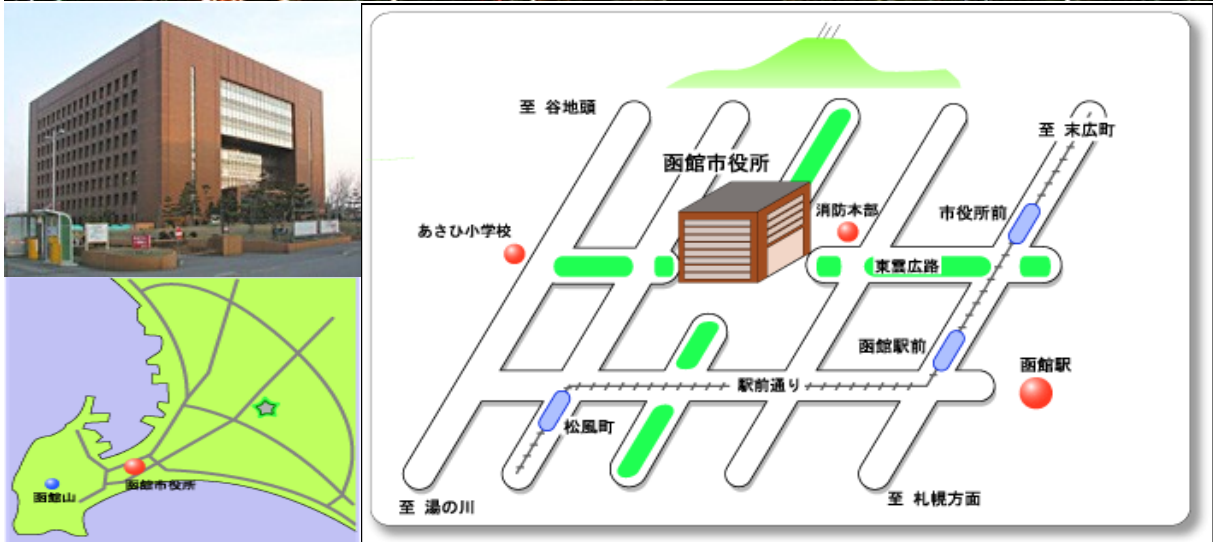 至 谷地頭
至 末広町
函館市役所
消防本部
市役所前
あさひ小学校
東雲広路
函館駅前
函館駅
駅前通り
松風町
至 湯の川
至 札幌方面
函館山
函館市役所